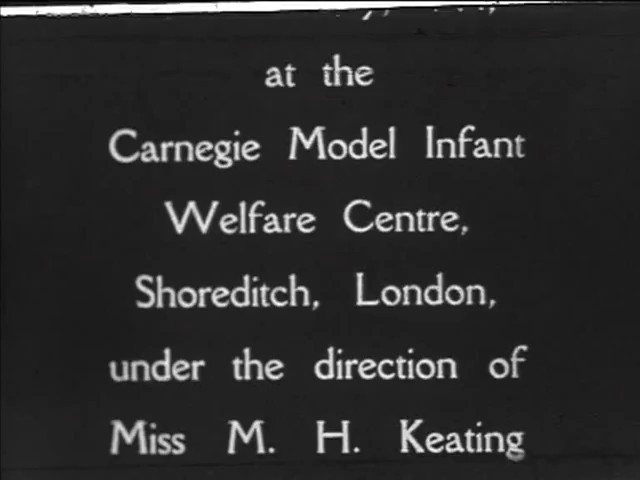 at the
Carnegie Model Infant
Welfare Centre,
Shoreditch, London,
under the direction of
Miss M. H. Keating